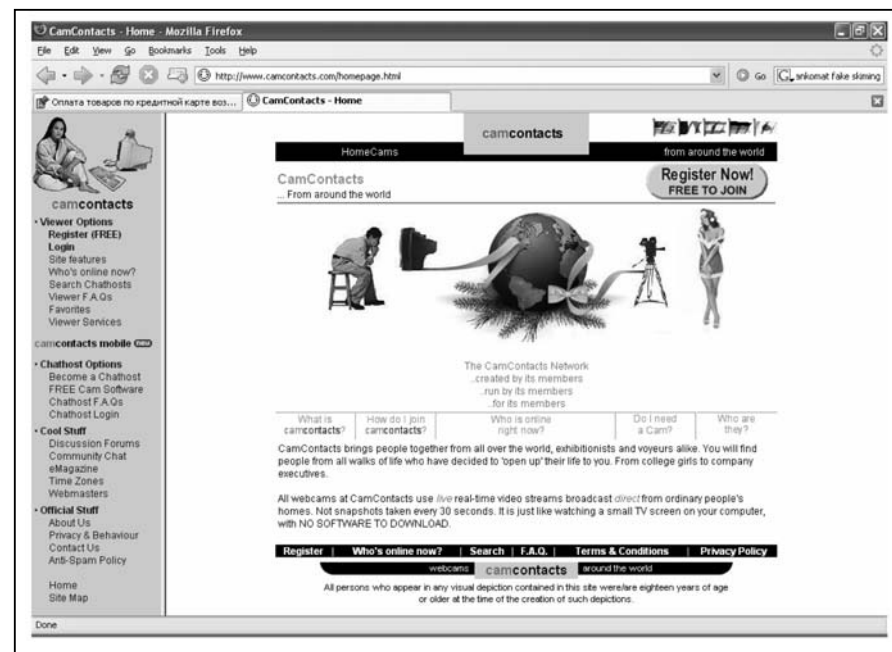 CamContacts - Home - Mozilla Firefox
File Edit View Go Bookmarks Tools Help
http://www.camcontacts.com/homepage.html
Go
ankomat fake skiming
Оплата товаров по кредитной карте воз...
CamContacts - Home
camcontacts
• Viewer Options
Register (FREE)
Login
Site features
Who's online now?
Search Chathosts
Viewer F.A.Qs
Favorites
Viewer Services
camcontacts mobile
• Chathost Options
Become a Chathost
FREE Cam Software
Chathost F.A.Qs
Chathost Login
• Cool Stuff
Discussion Forums
Community Chat
eMagazine
Time Zones
Webmasters
• Official Stuff
About Us
Privacy & Behaviour
Contact Us
Anti-Spam Policy
Home
Site Map
camcontacts
HomeCams
from around the world
CamContacts
... From around the world
Register Now!
FREE TO JOIN
The CamContacts Network
..created by its members
..run by its members
..for its members
What is
camcontacts?
How do I join
camcontacts?
Who is online
right now?
Do I need
a Cam?
Who are
they?
CamContacts brings people together from all over the world, exhibitionists and voyeurs alike. You will find
people from all walks of life who have decided to 'open up' their life to you. From college girls to company
executives.
All webcams at CamContacts use live real-time video streams broadcast direct from ordinary people's
homes. Not snapshots taken every 30 seconds. It is just like watching a small TV screen on your computer,
with NO SOFTWARE TO DOWNLOAD.
Register | Who's online now? | Search | F.A.Q. | Terms & Conditions | Privacy Policy
webcams camcontacts around the world
All persons who appear in any visual depiction contained in this site were/are eighteen years of age
or older at the time of the creation of such depictions.
Done